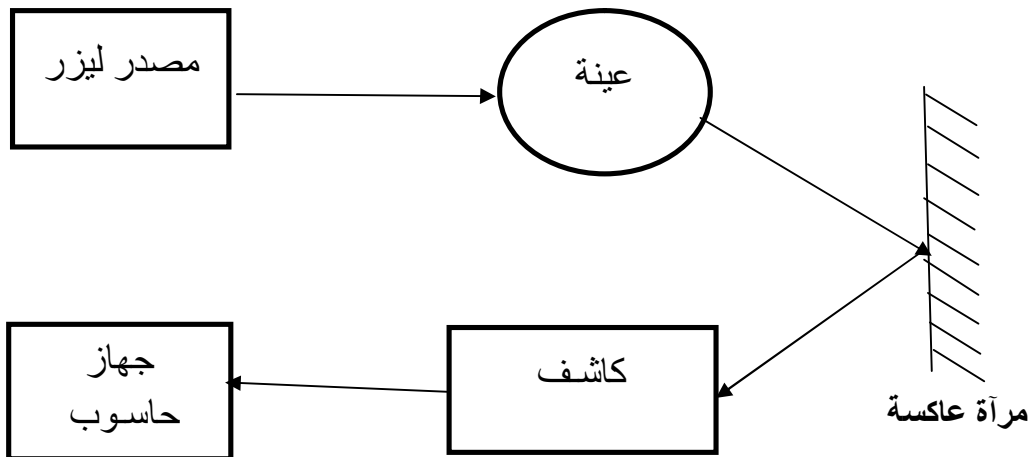 مصدر ليزر
عينة
كاشف
جهاز
حاسوب
مرآة عاكسة